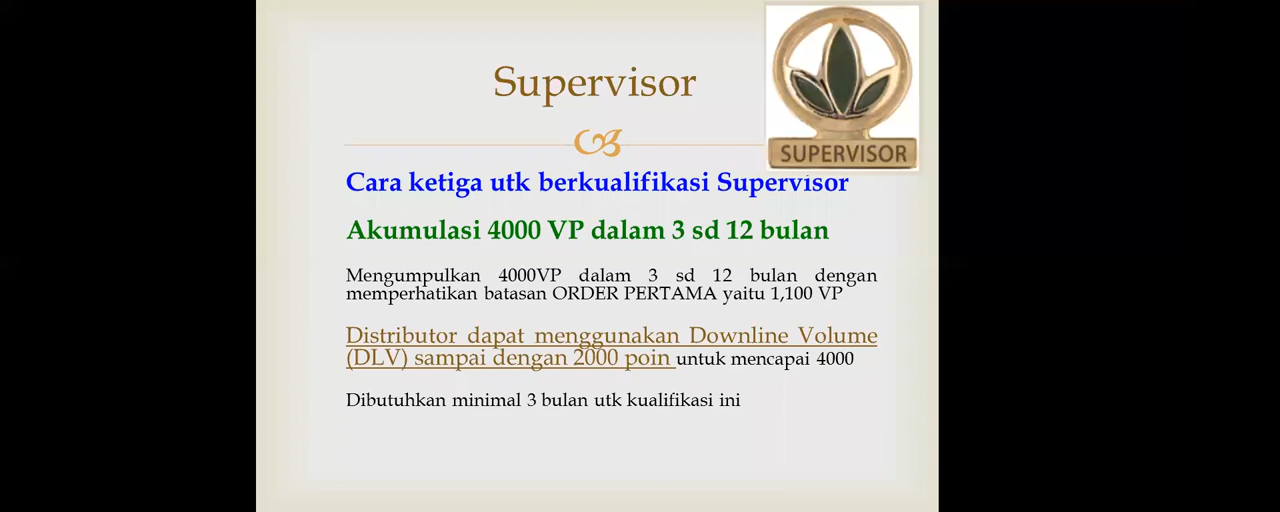 Supervisor
SUPERVISOR
Cara ketiga utk berkualifikasi Supervisor
Akumulasi 4000 VP dalam 3 sd 12 bulan
Mengumpulkan 4000VP dalam 3 sd 12 bulan dengan
memperhatikan batasan ORDER PERTAMA yaitu 1,100 VP
Distributor dapat menggunakan Downline Volume
(DLV) sampai dengan 2000 poin untuk mencapai 4000
Dibutuhkan minimal 3 bulan utk kualifikasi ini